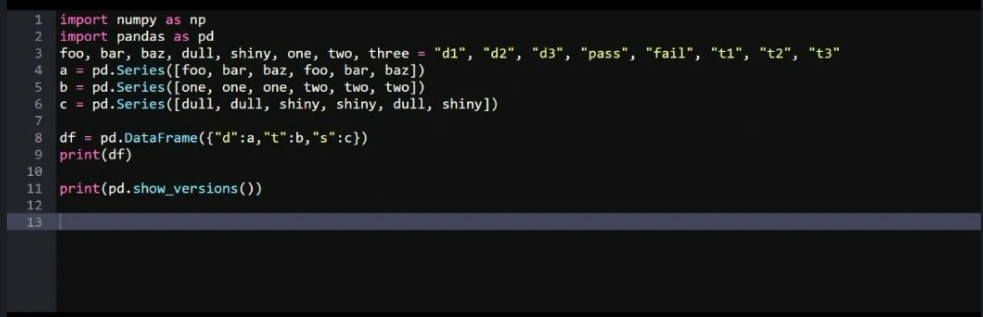 1 import numpy as np
2 import pandas as pd
3 foo, bar, baz, dull, shiny, one, two, three = "d1", "d2", "d3", "pass", "fail", "t1", "t2", "t3"
4 a = pd.Series([foo, bar, baz, foo, bar, baz])
5 b = pd.Series([one, one, one, two, two, two])
6 c = pd.Series([dull, dull, shiny, shiny, dull, shiny])
7
8 df = pd.DataFrame({"d":a,"t":b,"s":c})
9 print(df)
10
11 print(pd.show_versions())
12
13